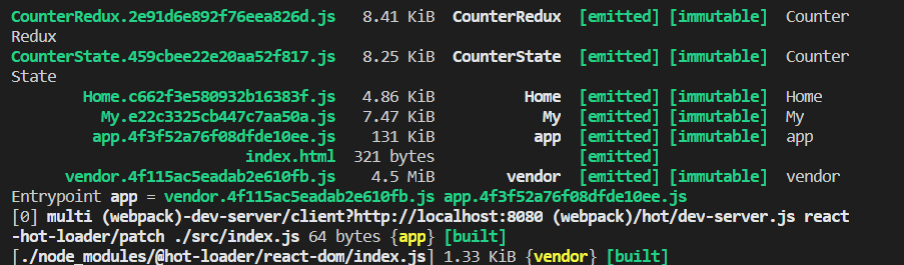 CounterRedux.2e91d6e892f76eea826d.js   8.41 KiB  CounterRedux  [emitted] [immutable]  Counter
Redux
CounterState.459cbee22e20aa52f817.js   8.25 KiB  CounterState  [emitted] [immutable]  Counter
State
Home.c662f3e580932b16383f.js   4.86 KiB  Home  [emitted] [immutable]  Home
My.e22c3325cb447c7aa50a.js   7.47 KiB  My  [emitted] [immutable]  My
app.4f3f52a76f08dfde10ee.js   131 KiB  app  [emitted] [immutable]  app
index.html  321 bytes  [emitted]
vendor.4f115ac5eadab2e610fb.js   4.5 MiB  vendor  [emitted] [immutable]  vendor
Entrypoint app = vendor.4f115ac5eadab2e610fb.js app.4f3f52a76f08dfde10ee.js
[0] multi (webpack)-dev-server/client?http://localhost:8080 (webpack)/hot/dev-server.js react
-hot-loader/patch ./src/index.js 64 bytes {app} [built]
[./node_modules/@hot-loader/react-dom/index.js] 1.33 KiB {vendor} [built]